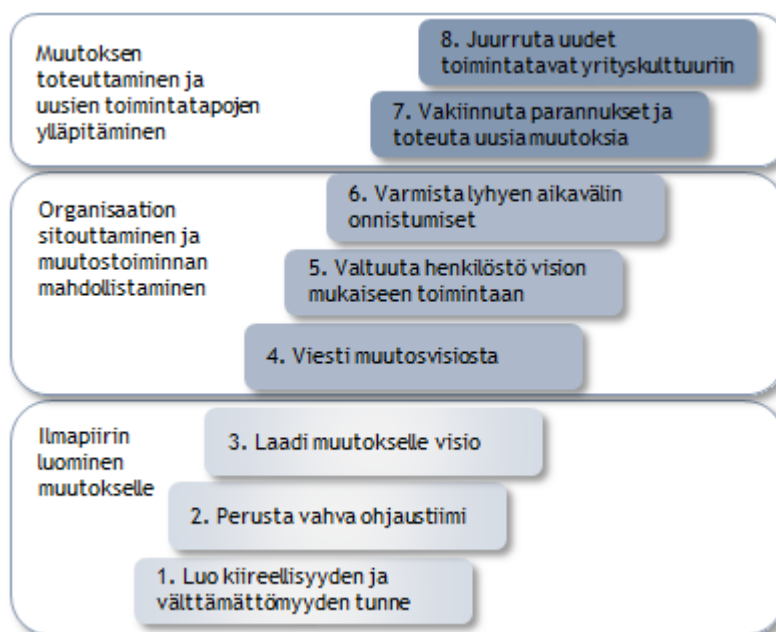 Muutoksen
toteuttaminen ja
uusien toimintatapojen
ylläpitäminen
8. Juurruta uudet
toimintatavat yrityskulttuuriin
7. Vakiinnuta parannukset ja
toteuta uusia muutoksia
Organisaation
sitouttaminen ja
muutostoiminnan
mahdollistaminen
6. Varmista lyhyen aikavälin
onnistumiset
5. Valtuuta henkilöstö vision
mukaiseen toimintaan
4. Viesti muutosvisiosta
Ilmapiirin
luominen
muutokselle
3. Laadi muutokselle visio
2. Perusta vahva ohjaustiimi
1. Luo kiireellisyyden ja
välttämättömyyden tunne